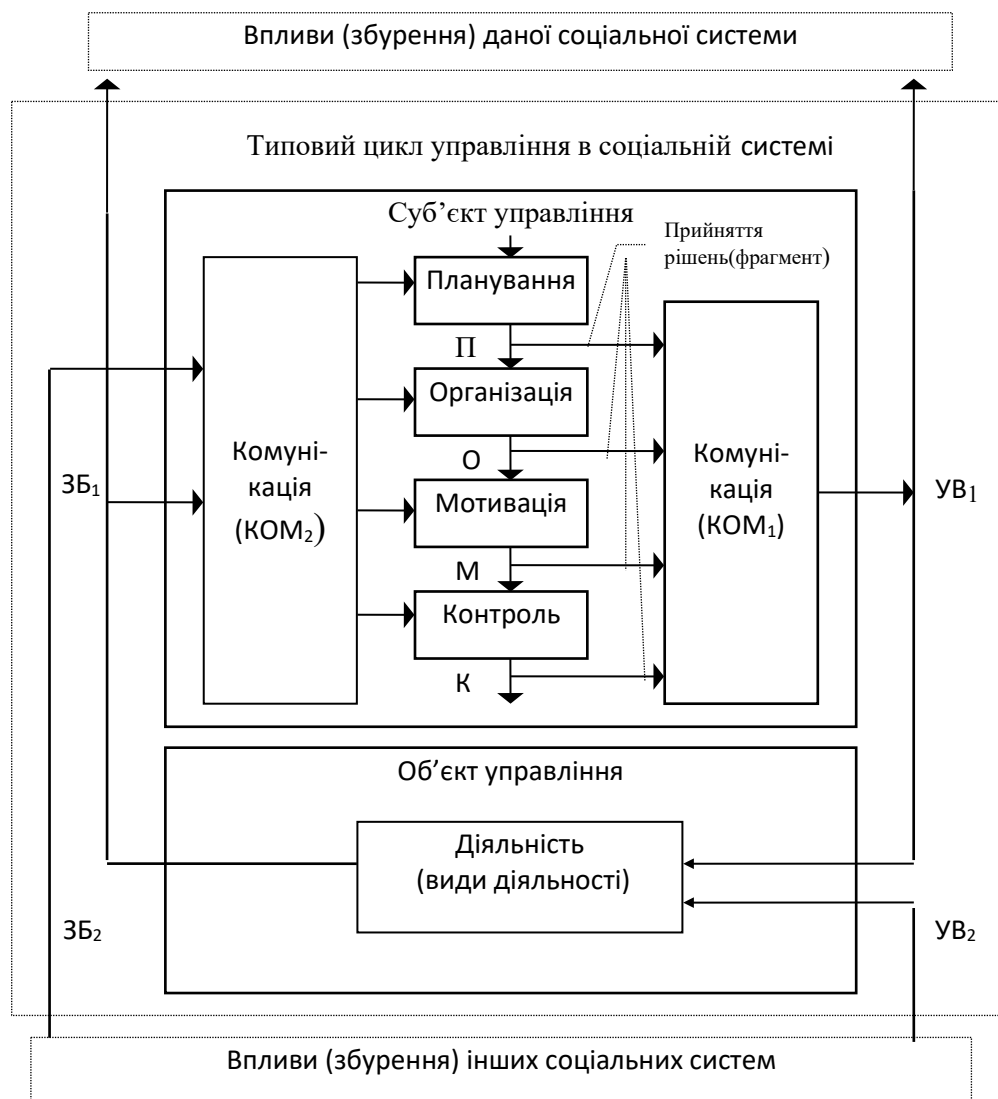 Впливи (збурення) даної соціальної системи
Типовий цикл управління в соціальній системі
Суб’єкт управління
Прийняття
рішень(фрагмент)
Планування
П
Організація
О
Мотивація
М
Контроль
К
Комуні-
кація
(КОМ₂)
Комуні-
кація
(КОМ₁)
ЗБ₁
УВ1
Об’єкт управління
Діяльність
(види діяльності)
ЗБ₂
УВ₂
Впливи (збурення) інших соціальних систем